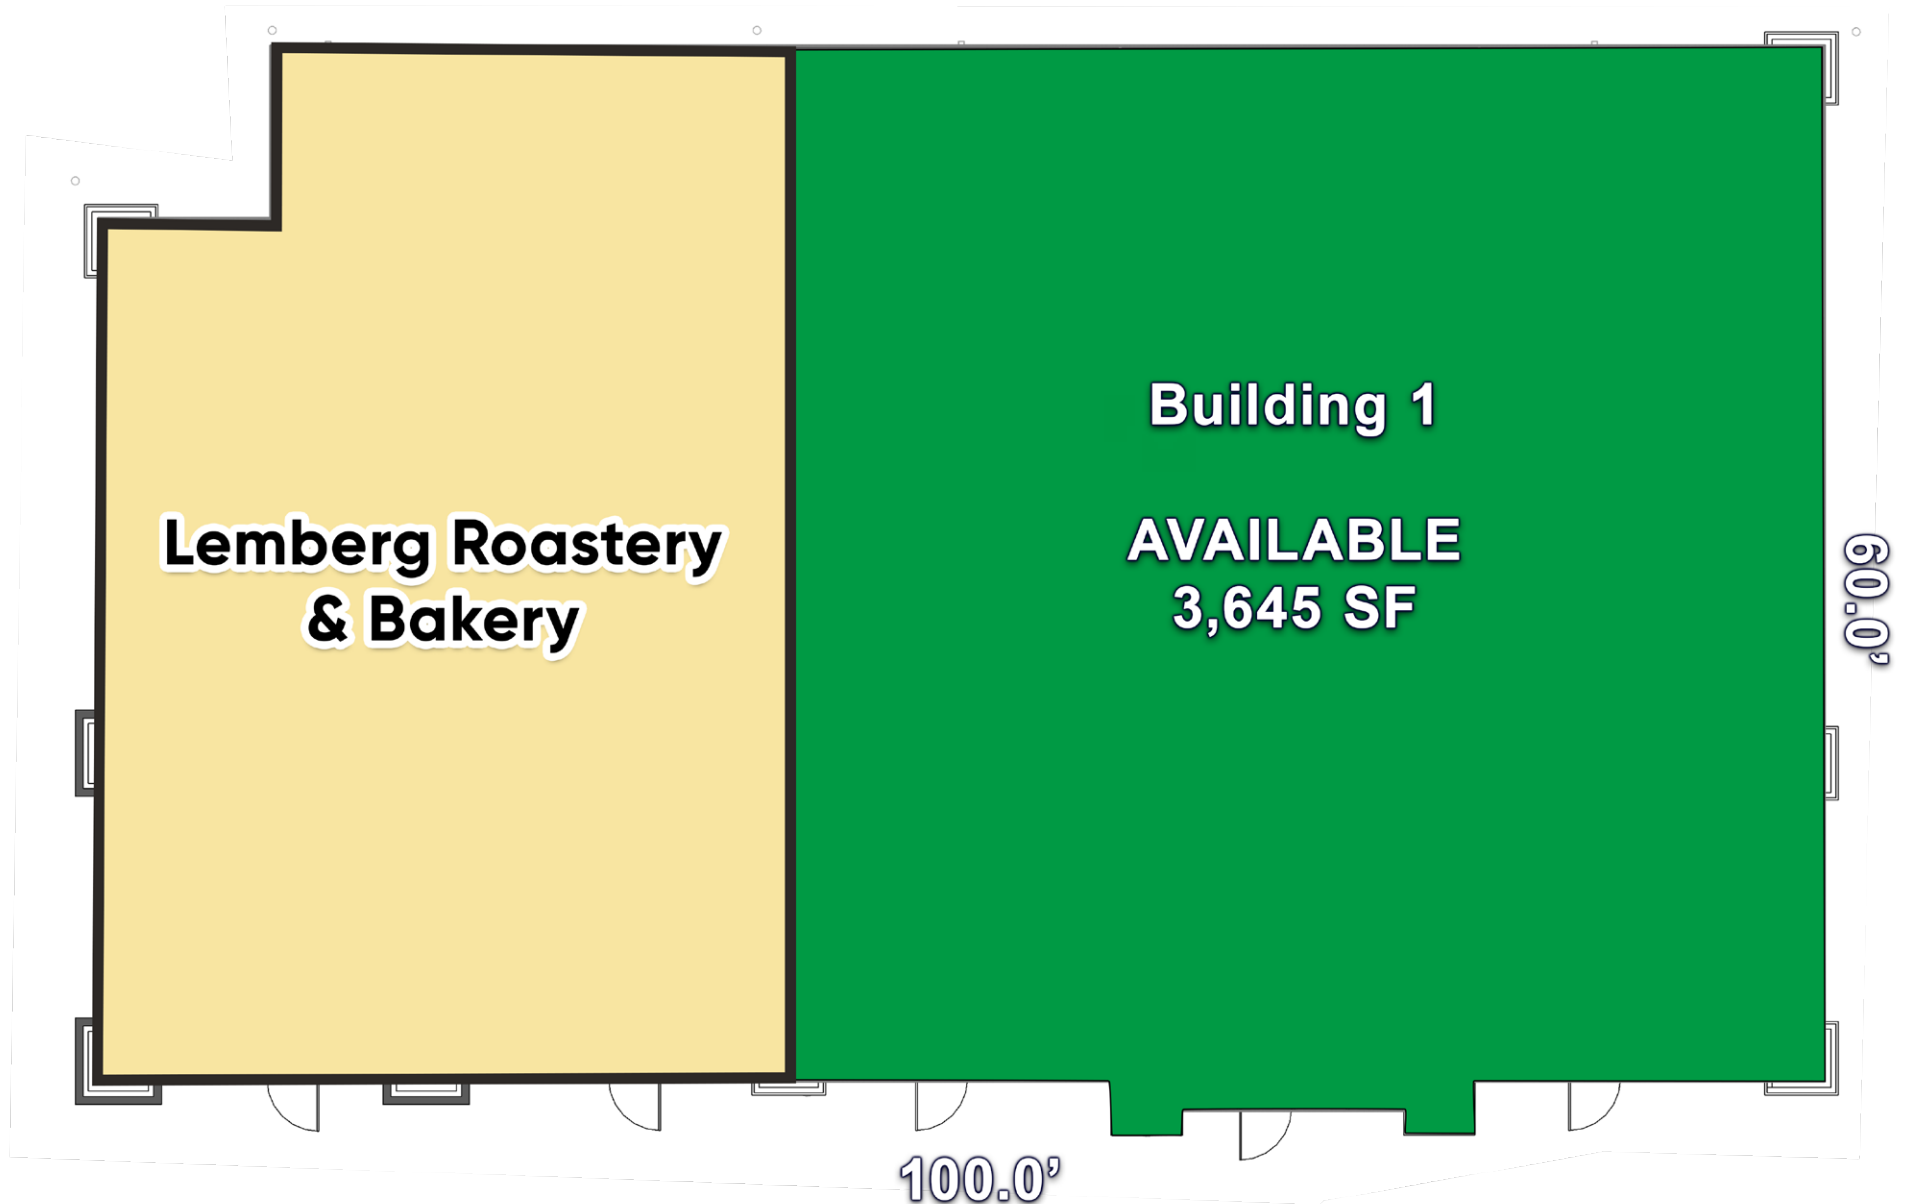 Lemberg Roastery
& Bakery
Building 1
AVAILABLE
3,645 SF
60.0’
100.0’